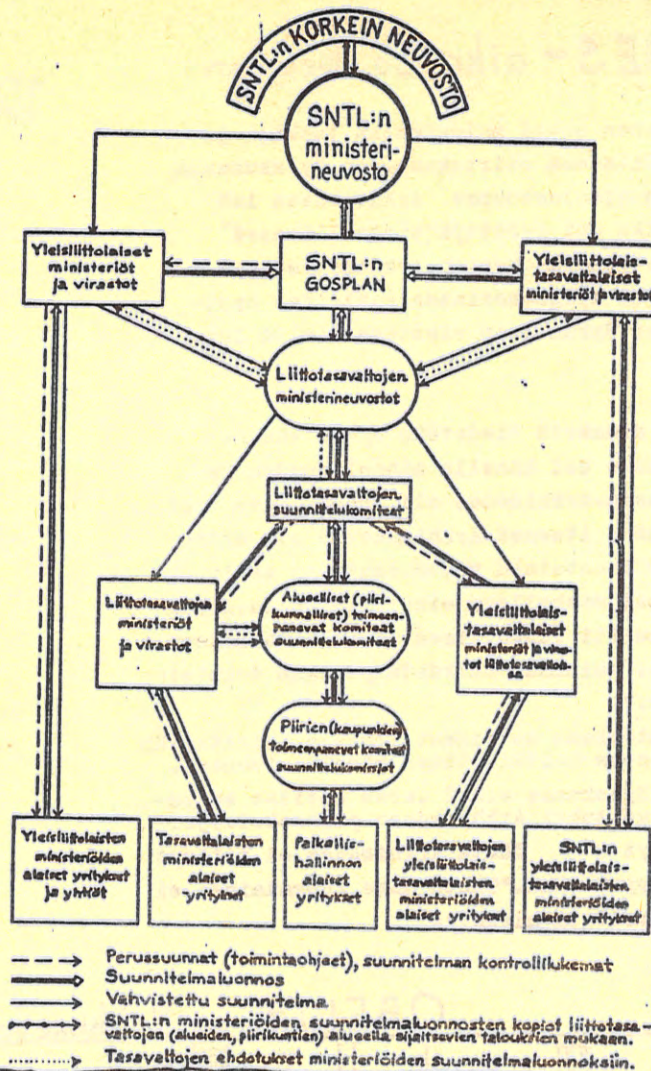 SNTL:n KORKEIN NEUVOSTO
SNTL:n
ministeri-
neuvosto
Yleisliittolaiset
ministeriöt
ja virastot
SNTL:n
GOSPLAN
Yleisliittolais-
tasavaltalaiset
ministeriöt ja virastot
Liittotasavaltojen
ministerineuvostot
Liittotasavaltojen
suunnittelukomiteat
Liittotasavaltojen
ministeriöt
ja virastot
Alueelliset (piiri-
kunnalliset) toimeen-
panevat komiteat
suunnittelukomiteat
Yleisliittolais-
tasavaltalaiset
ministeriöt ja viras-
tot liittotasavallois-
sa
Piirien (kaupunkien)
toimeenpanevat komiteat
suunnittelukomissiot
Yleisliittolaisten
ministeriöiden
alaiset yritykset
ja yhtiöt
Tasavaltalaisten
ministeriöiden
alaiset
yritykset
Paikallis-
hallinnon
alaiset
yritykset
Liittotasavaltojen
yleisliittolais-
tasavaltalaisten
ministeriöiden
alaiset yritykset
SNTL:n
yleisliittolais-
tasavaltalaisten
ministeriöiden
alaiset yritykset
Perussuunnat (toimintaohjeet), suunnitelman kontrollilukemat
Suunnitelmaluonnos
Vahvistettu suunnitelma
SNTL:n ministeriöiden suunnitelmaluonnosten kopiot liittotasa-
valtojen (alueiden, piirikuntien) alueella sijaitsevien talouksien mukaan.
Tasavaltojen ehdotukset ministeriöiden suunnitelmaluonnoksiin.